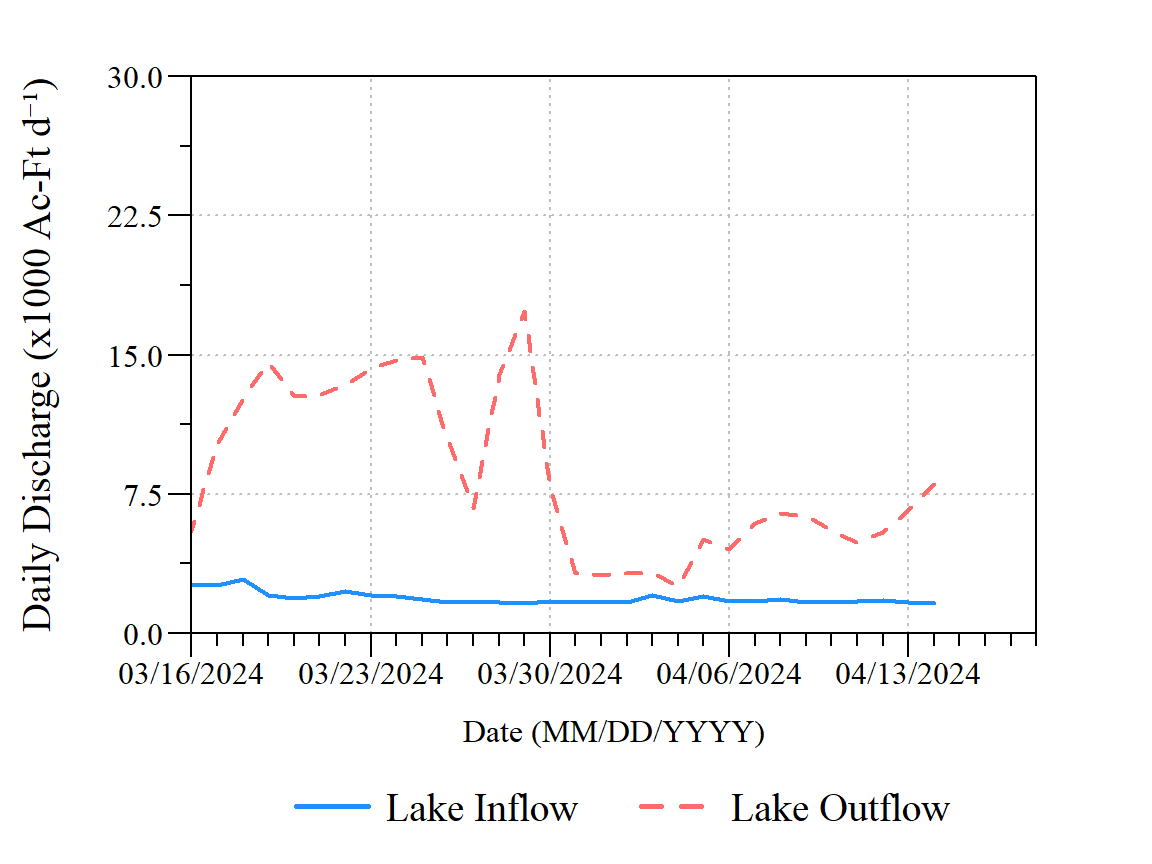 Daily Discharge (x1000 Ac-Ft d⁻¹)
30.0
22.5
15.0
7.5
0.0
03/16/2024 03/23/2024 03/30/2024 04/06/2024 04/13/2024
Date (MM/DD/YYYY)
Lake Inflow Lake Outflow